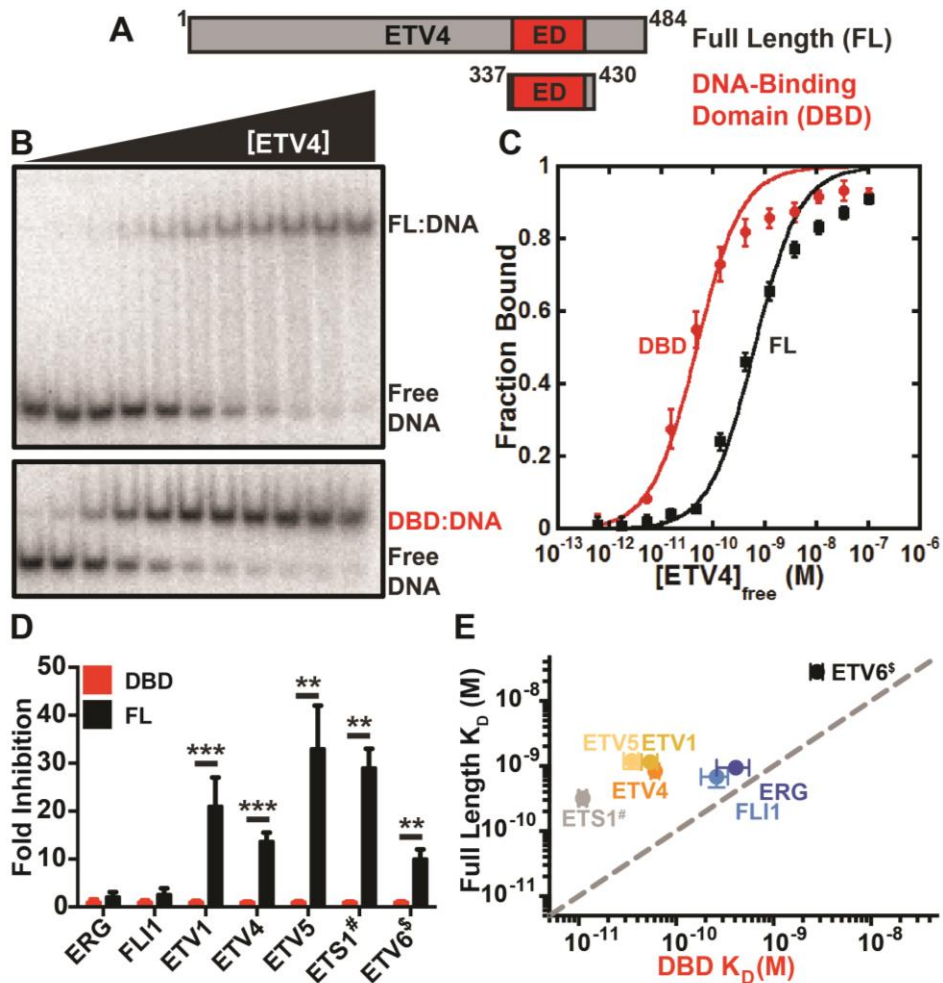 A
1
484
ETV4
ED
Full Length (FL)
337
430
ED
DNA-Binding
Domain (DBD)
B
[ETV4]
FL:DNA
Free
DNA
DBD:DNA
Free
DNA
C
1
0.8
0.6
0.4
0.2
0
Fraction Bound
DBD
FL
10-13 10-12 10-11 10-10 10-9 10-8 10-7 10-6
[ETV4]free (M)
D
50
40
30
20
10
0
Fold Inhibition
DBD
FL
***
***
**
**
**
ERG
FLI1
ETV1
ETV4
ETV5
ETS1#
ETV6$
E
Full Length KD (M)
10-8
10-9
10-10
10-11
ETV6$
ETV5 ETV1
ETV4
ERG
FLI1
ETS1#
10-11 10-10 10-9 10-8
DBD KD (M)